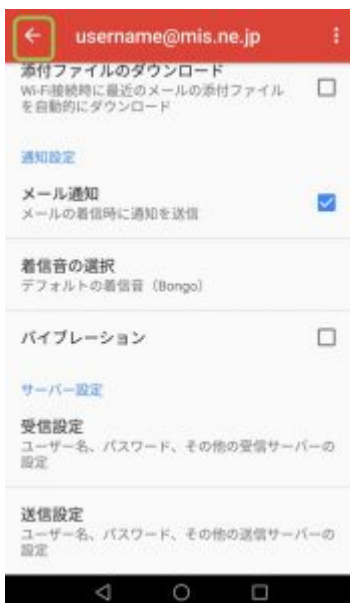 username@mis.ne.jp
添付ファイルのダウンロード
Wi-Fi接続時に最近のメールの添付ファイル
を自動的にダウンロード
通知設定
メール通知
メールの着信時に通知を送信
着信音の選択
デフォルトの着信音（Bongo）
バイブレーション
サーバー設定
受信設定
ユーザー名、パスワード、その他の受信サーバーの
設定
送信設定
ユーザー名、パスワード、その他の送信サーバーの
設定